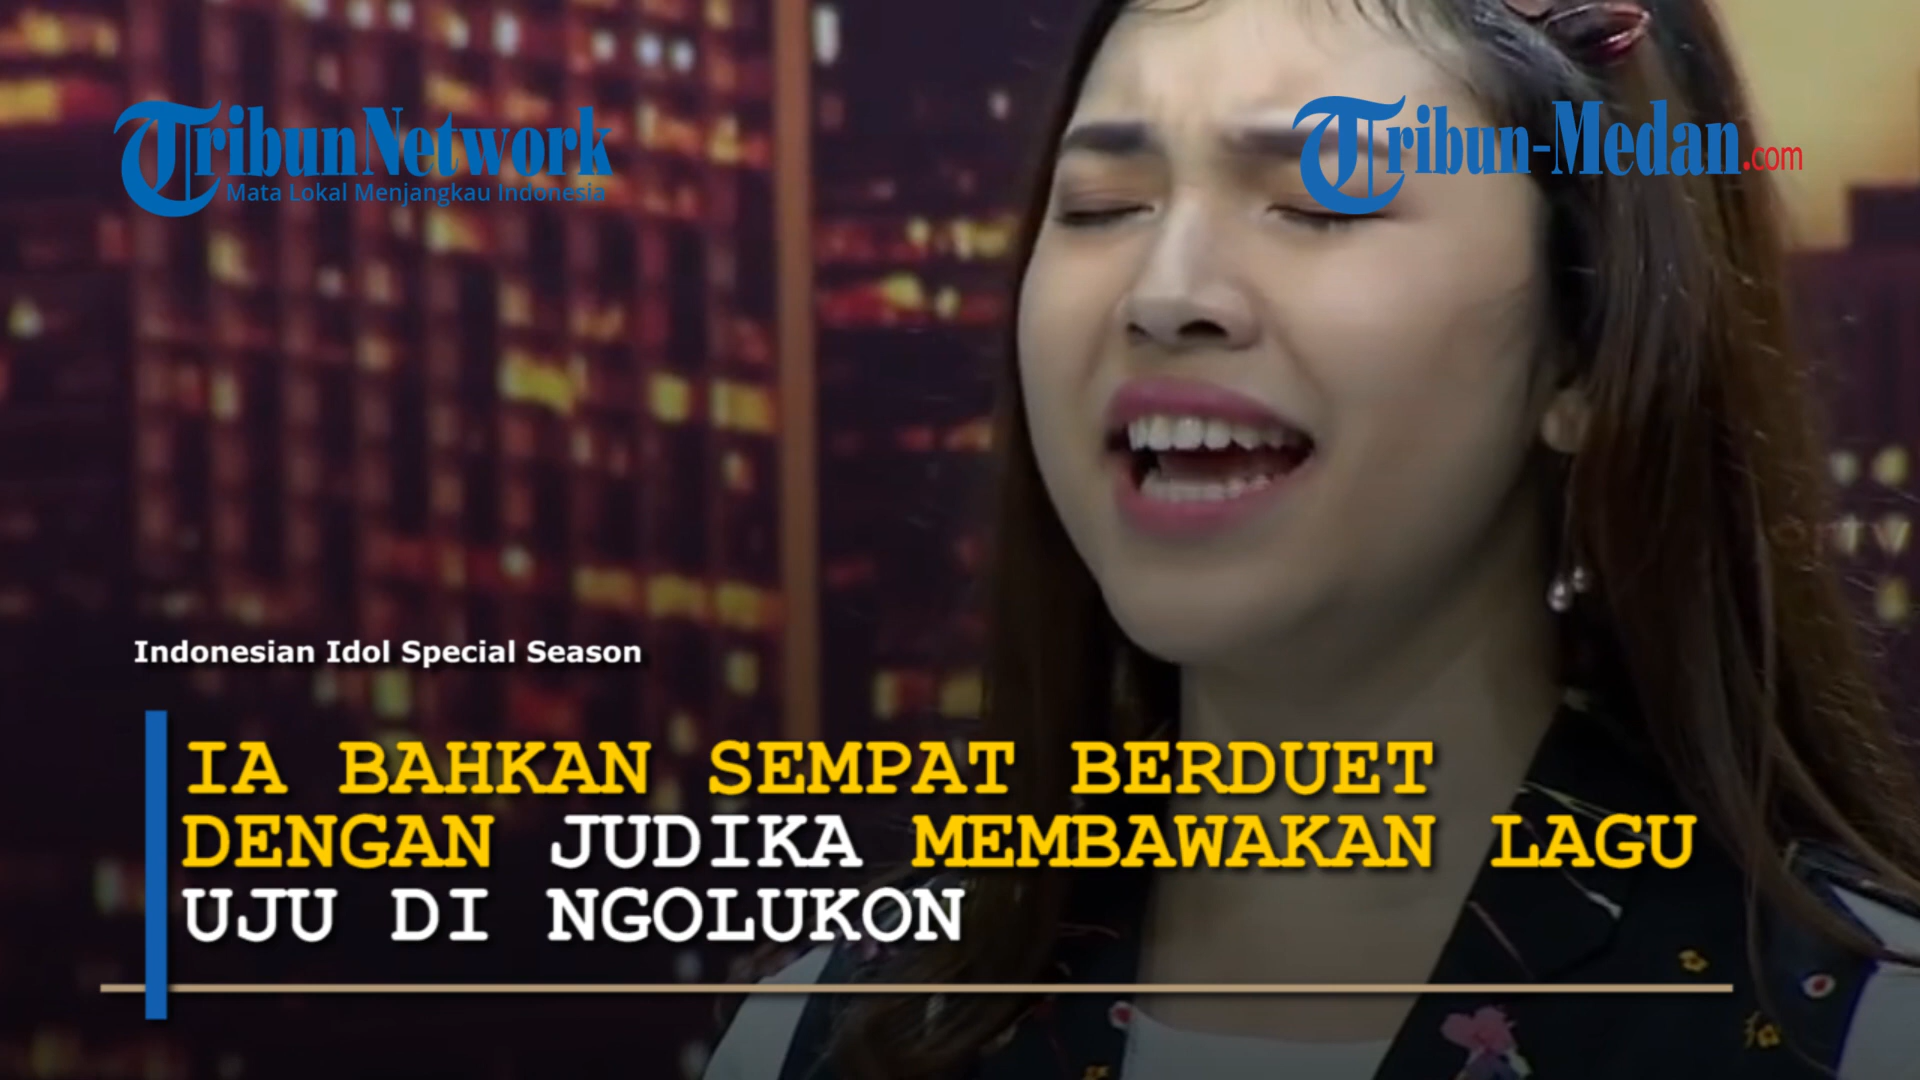 TribunNetwork
Mata Lokal Menjangkau Indonesia
Tribun-Medan.com
Indonesian Idol Special Season
IA BAHKAN SEMPAT BERDUET
DENGAN JUDIKA MEMBAWAKAN LAGU
UJU DI NGOLUKON